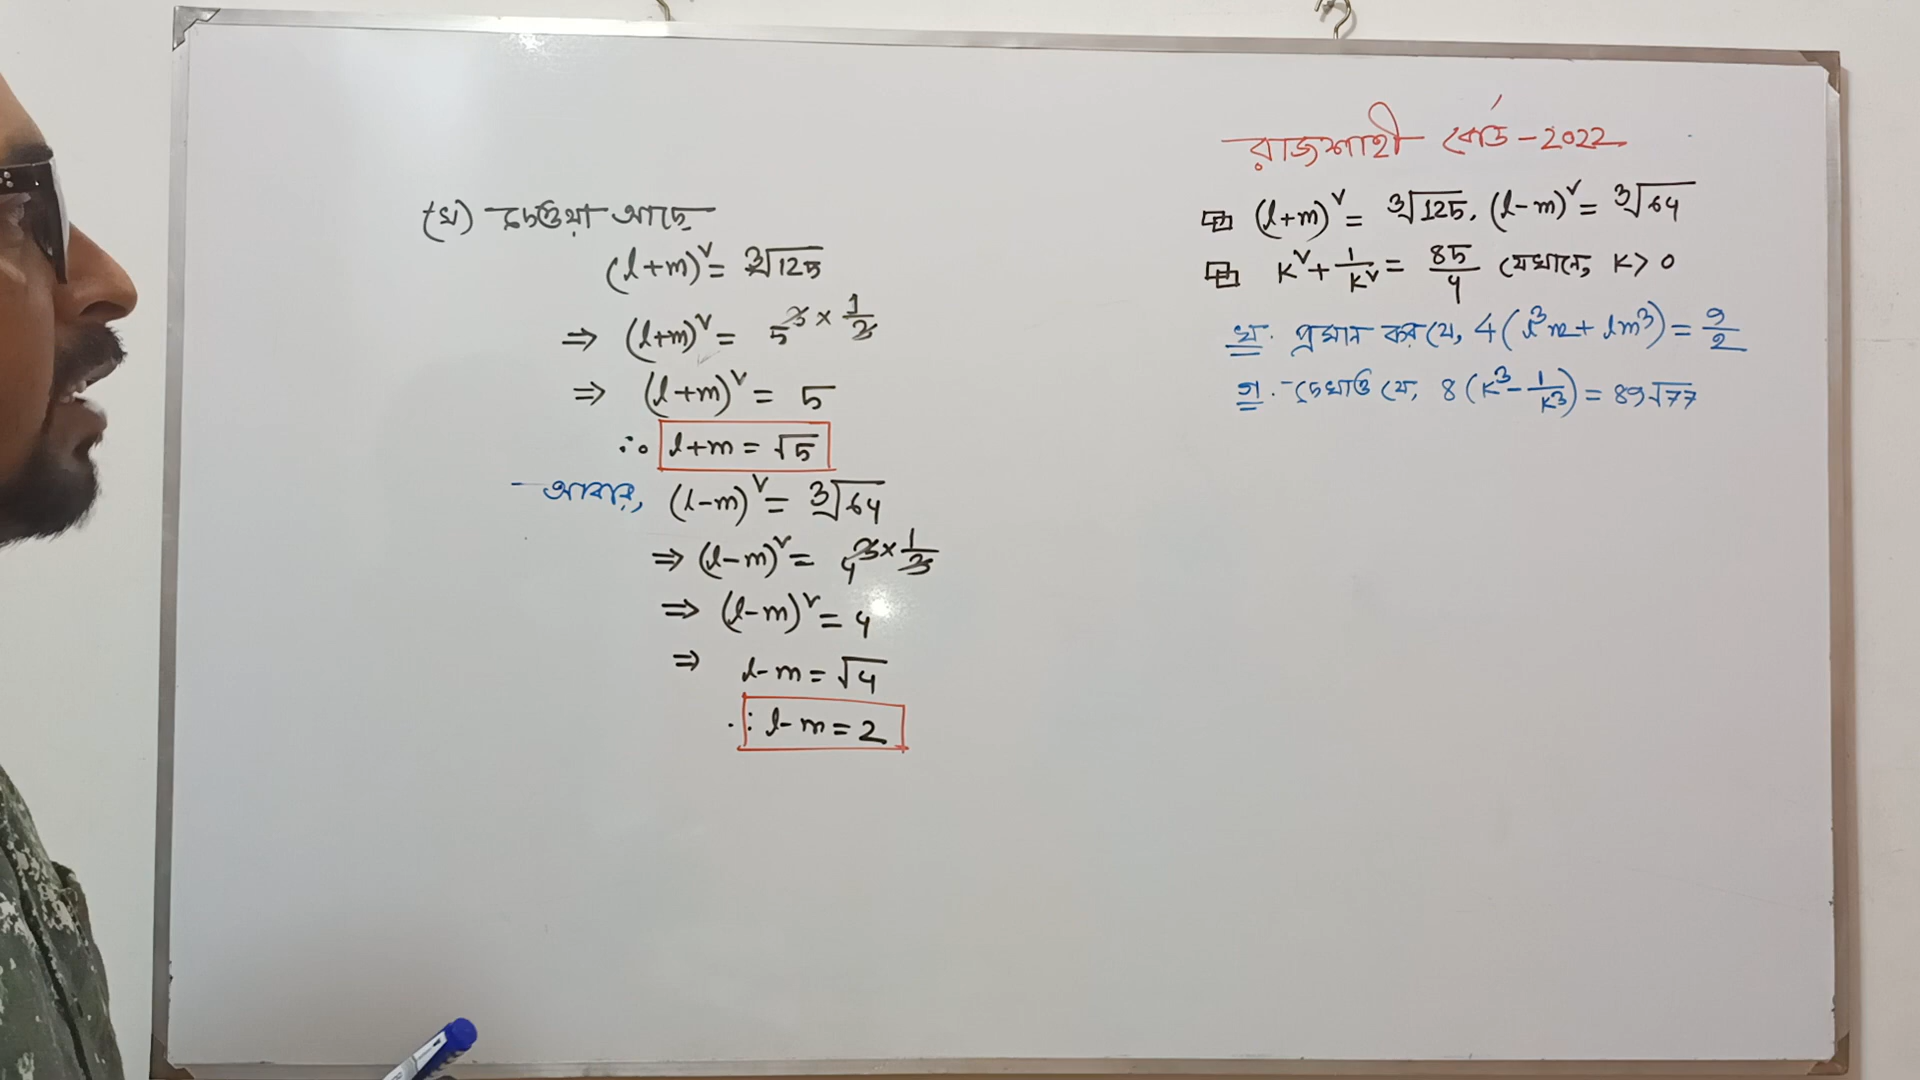 (খ) দেওয়া আছে
(l+m)² = ∛125
⇒ (l+m)² = 5^(3×1/3)
⇒ (l+m)² = 5
∴ l+m = √5
আবার, (l-m)² = ∛64
⇒ (l-m)² = 4^(3×1/3)
⇒ (l-m)² = 4
⇒ l-m = √4
∴ l-m = 2
রাজশাহী বোর্ড - 2022
(l+m)² = ∛125, (l-m)² = ∛64
K² + 1/K² = 85/4 যেখানে, K > 0
খ. প্রমান কর যে, 4(l³m + lm³) = 9/2
গ. দেখাও যে, 8(K³ - 1/K³) = 89√77